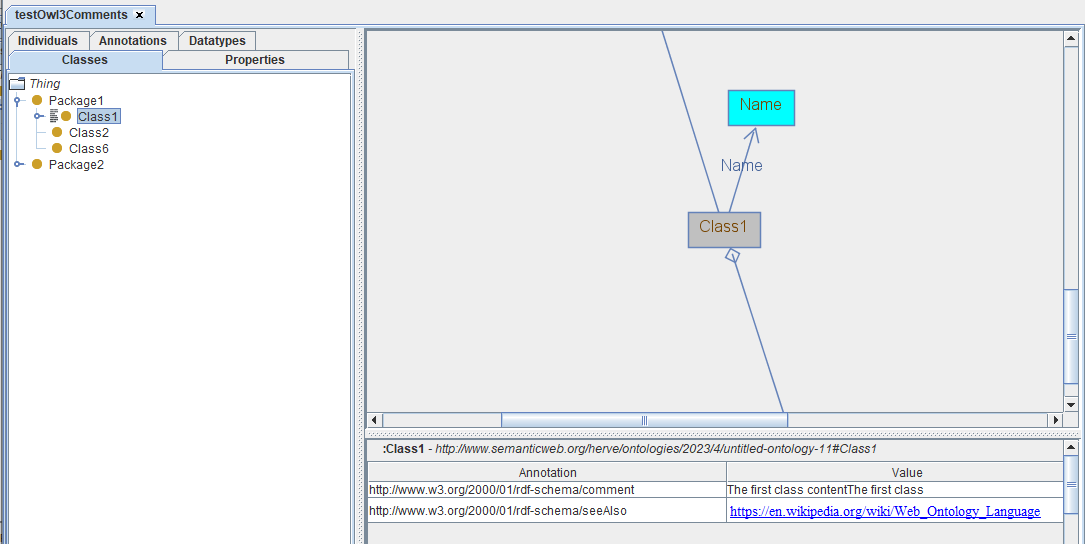 testOwl3Comments
Individuals Annotations Datatypes
Classes Properties
Thing
Package1
Class1
Class2
Class6
Package2
Name
Name
Class1
:Class1 - http://www.semanticweb.org/herve/ontologies/2023/4/untitled-ontology-11#Class1
Annotation Value
http://www.w3.org/2000/01/rdf-schema/comment The first class contentThe first class
http://www.w3.org/2000/01/rdf-schema/seeAlso https://en.wikipedia.org/wiki/Web_Ontology_Language